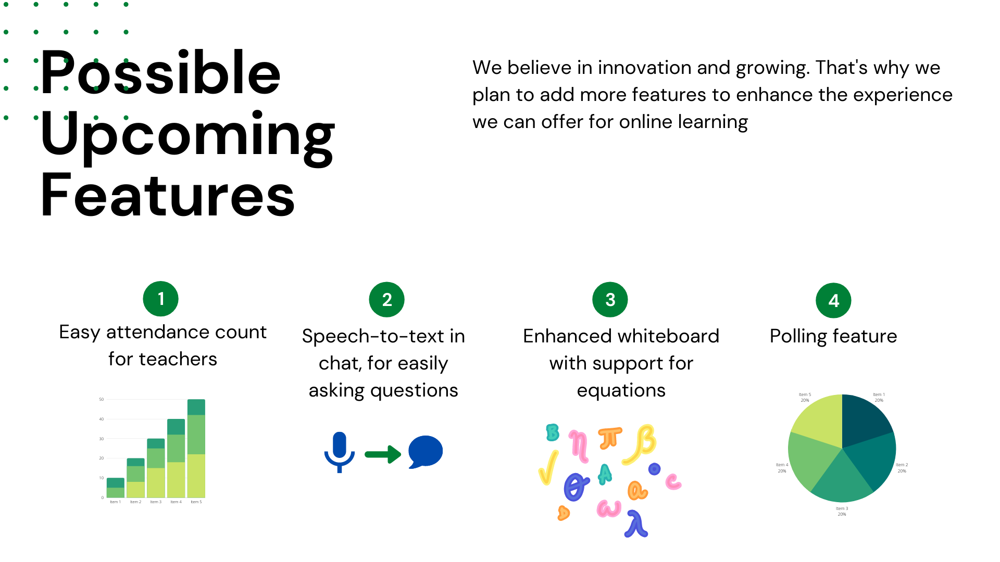 Possible
Upcoming
Features
We believe in innovation and growing. That's why we
plan to add more features to enhance the experience
we can offer for online learning
1
Easy attendance count
for teachers
50
40
30
20
10
0
Item 1 Item 2 Item 3 Item 4 Item 5
2
Speech-to-text in
chat, for easily
asking questions
3
Enhanced whiteboard
with support for
equations
B η π β
√ θ A ° c
a
D ω λ
4
Polling feature
Item 5
20%
Item 1
20%
Item 4
20%
Item 2
20%
Item 3
20%